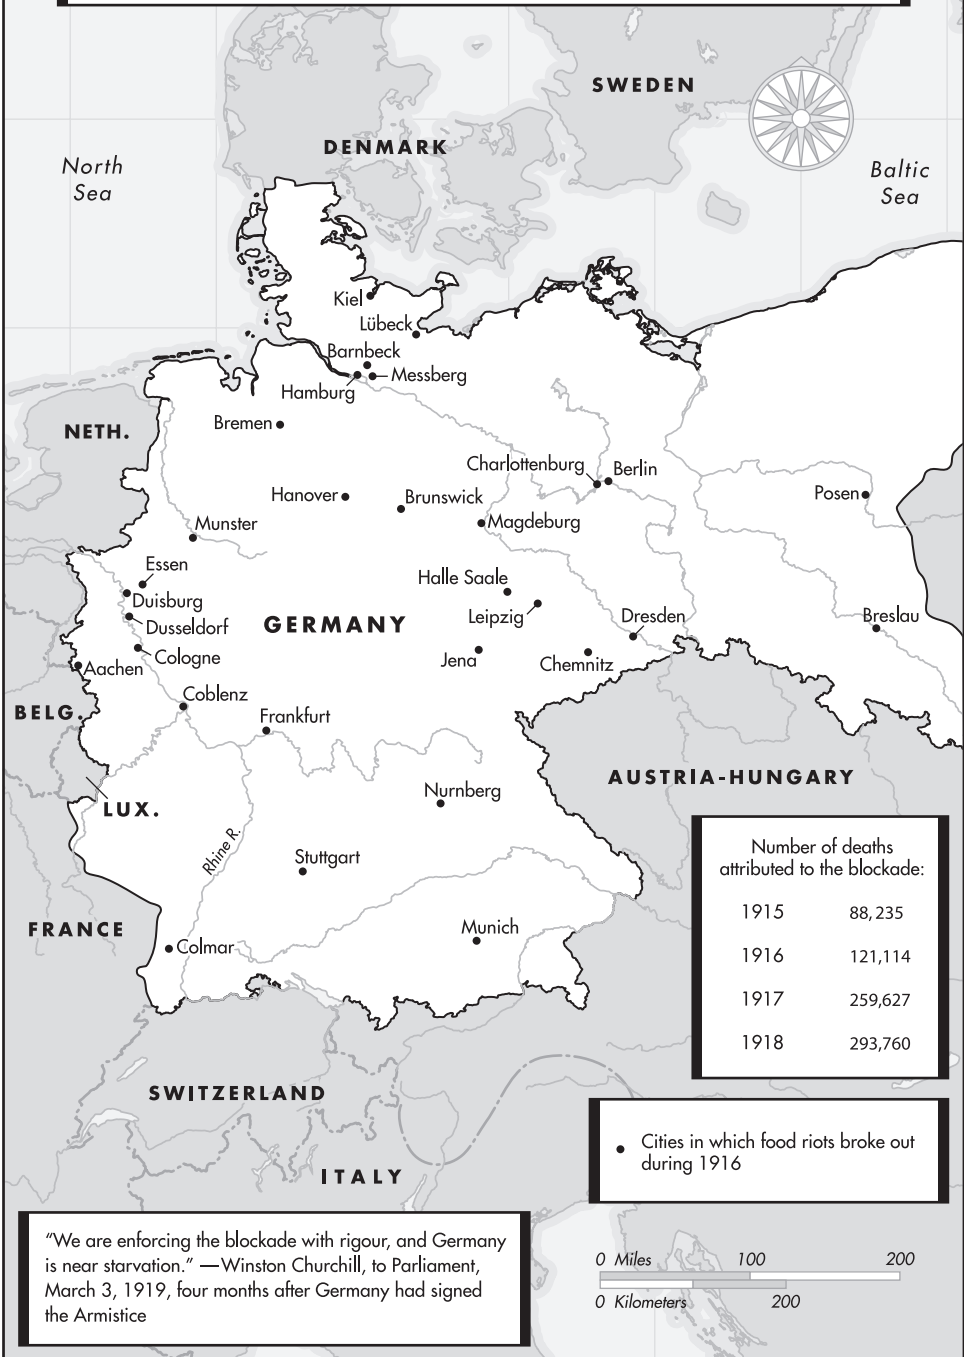 SWEDEN
DENMARK
North
Sea
Baltic
Sea
Kiel
Lübeck
Barnbeck
Messberg
Hamburg
NETH.
Bremen
Charlottenburg
Berlin
Hanover
Brunswick
Posen
Munster
Magdeburg
Essen
Halle Saale
Duisburg
Leipzig
Dresden
Breslau
Dusseldorf
GERMANY
Cologne
Jena
Chemnitz
Aachen
Coblenz
BELG.
Frankfurt
AUSTRIA-HUNGARY
Nurnberg
LUX.
Rhine R.
Stuttgart
FRANCE
Munich
Colmar
Number of deaths
attributed to the blockade:
1915 88,235
1916 121,114
1917 259,627
1918 293,760
SWITZERLAND
ITALY
Cities in which food riots broke out
during 1916
"We are enforcing the blockade with rigour, and Germany
is near starvation." —Winston Churchill, to Parliament,
March 3, 1919, four months after Germany had signed
the Armistice
0 Miles 100 200
0 Kilometers 200